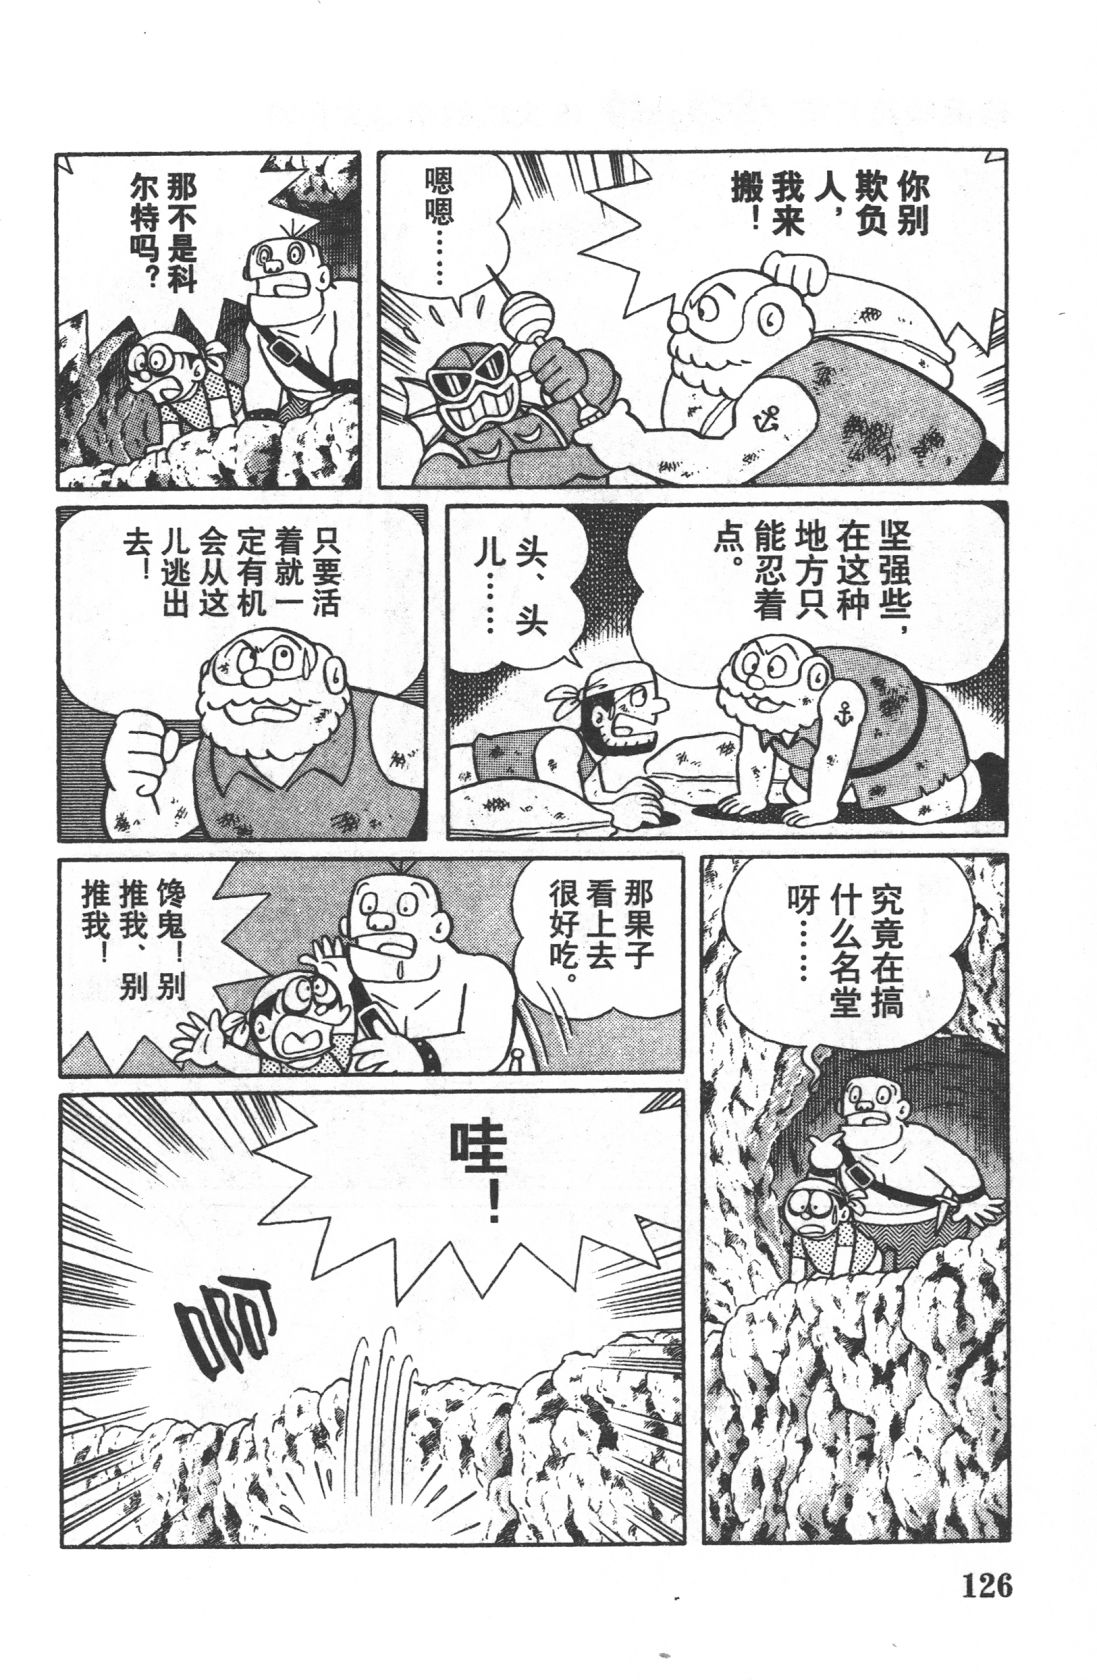 你别
欺负
人，
我来
搬！
嗯嗯……
那不是科
尔特吗？
坚强些，
在这种
地方只
能忍着
点。
头、头
儿……
只要活
着就一
定有机
会从这
儿逃出
去！
究竟在搞
什么名堂
呀……
那果子
看上去
很好吃。
馋鬼！别
推我、别
推我！
哇！
啊
126